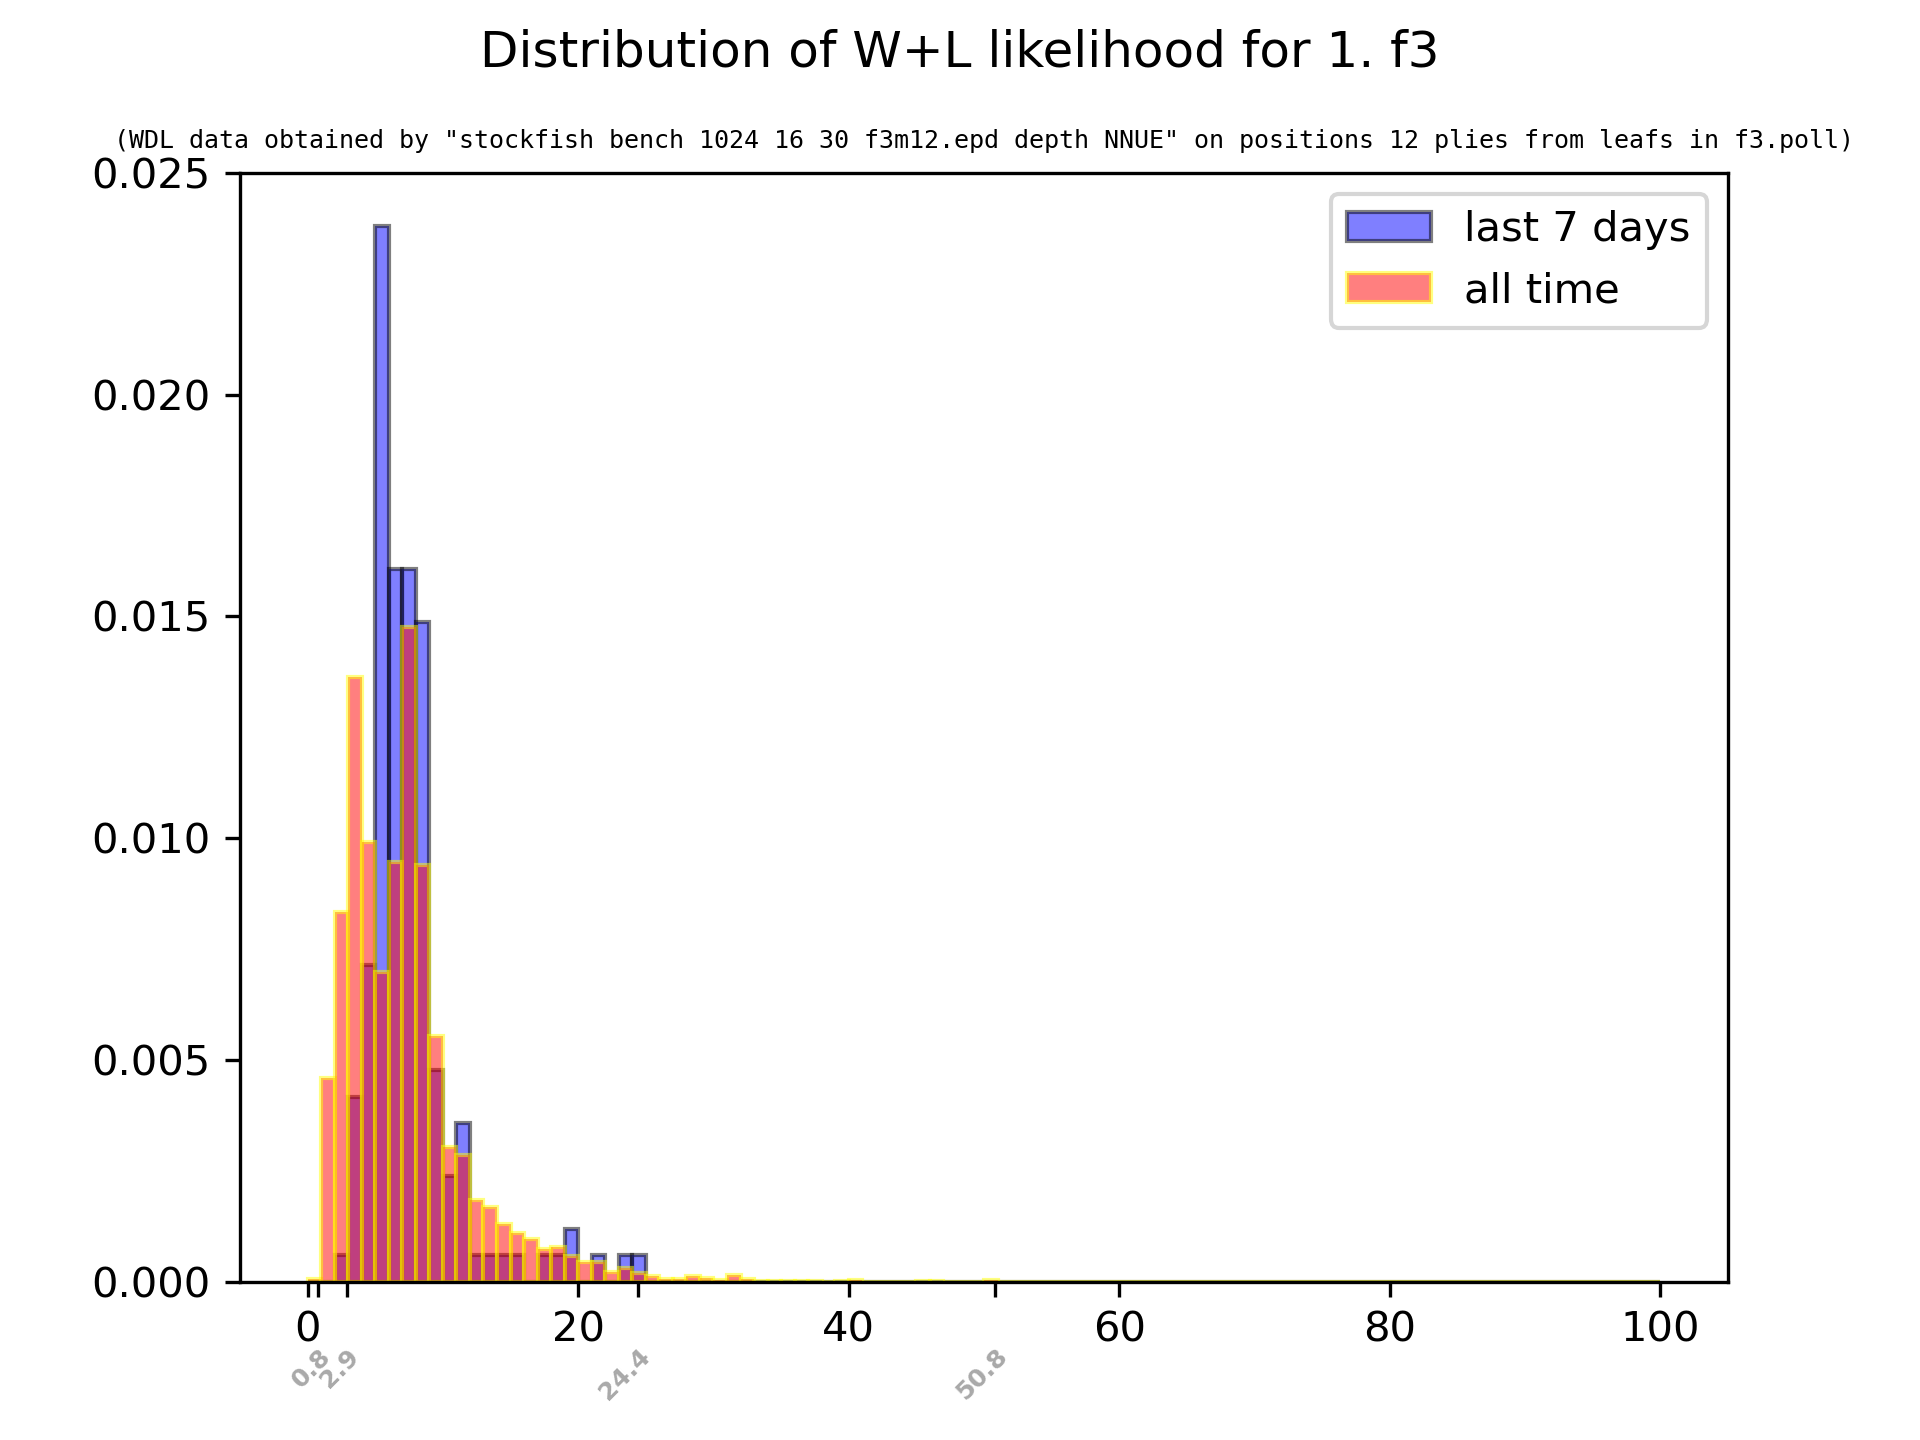 Distribution of W+L likelihood for 1. f3
(WDL data obtained by "stockfish bench 1024 16 30 f3m12.epd depth NNUE" on positions 12 plies from leafs in f3.poll)
last 7 days
all time
0.025
0.020
0.015
0.010
0.005
0.000
0 20 40 60 80 100
0.8 2.9 24.4 50.8